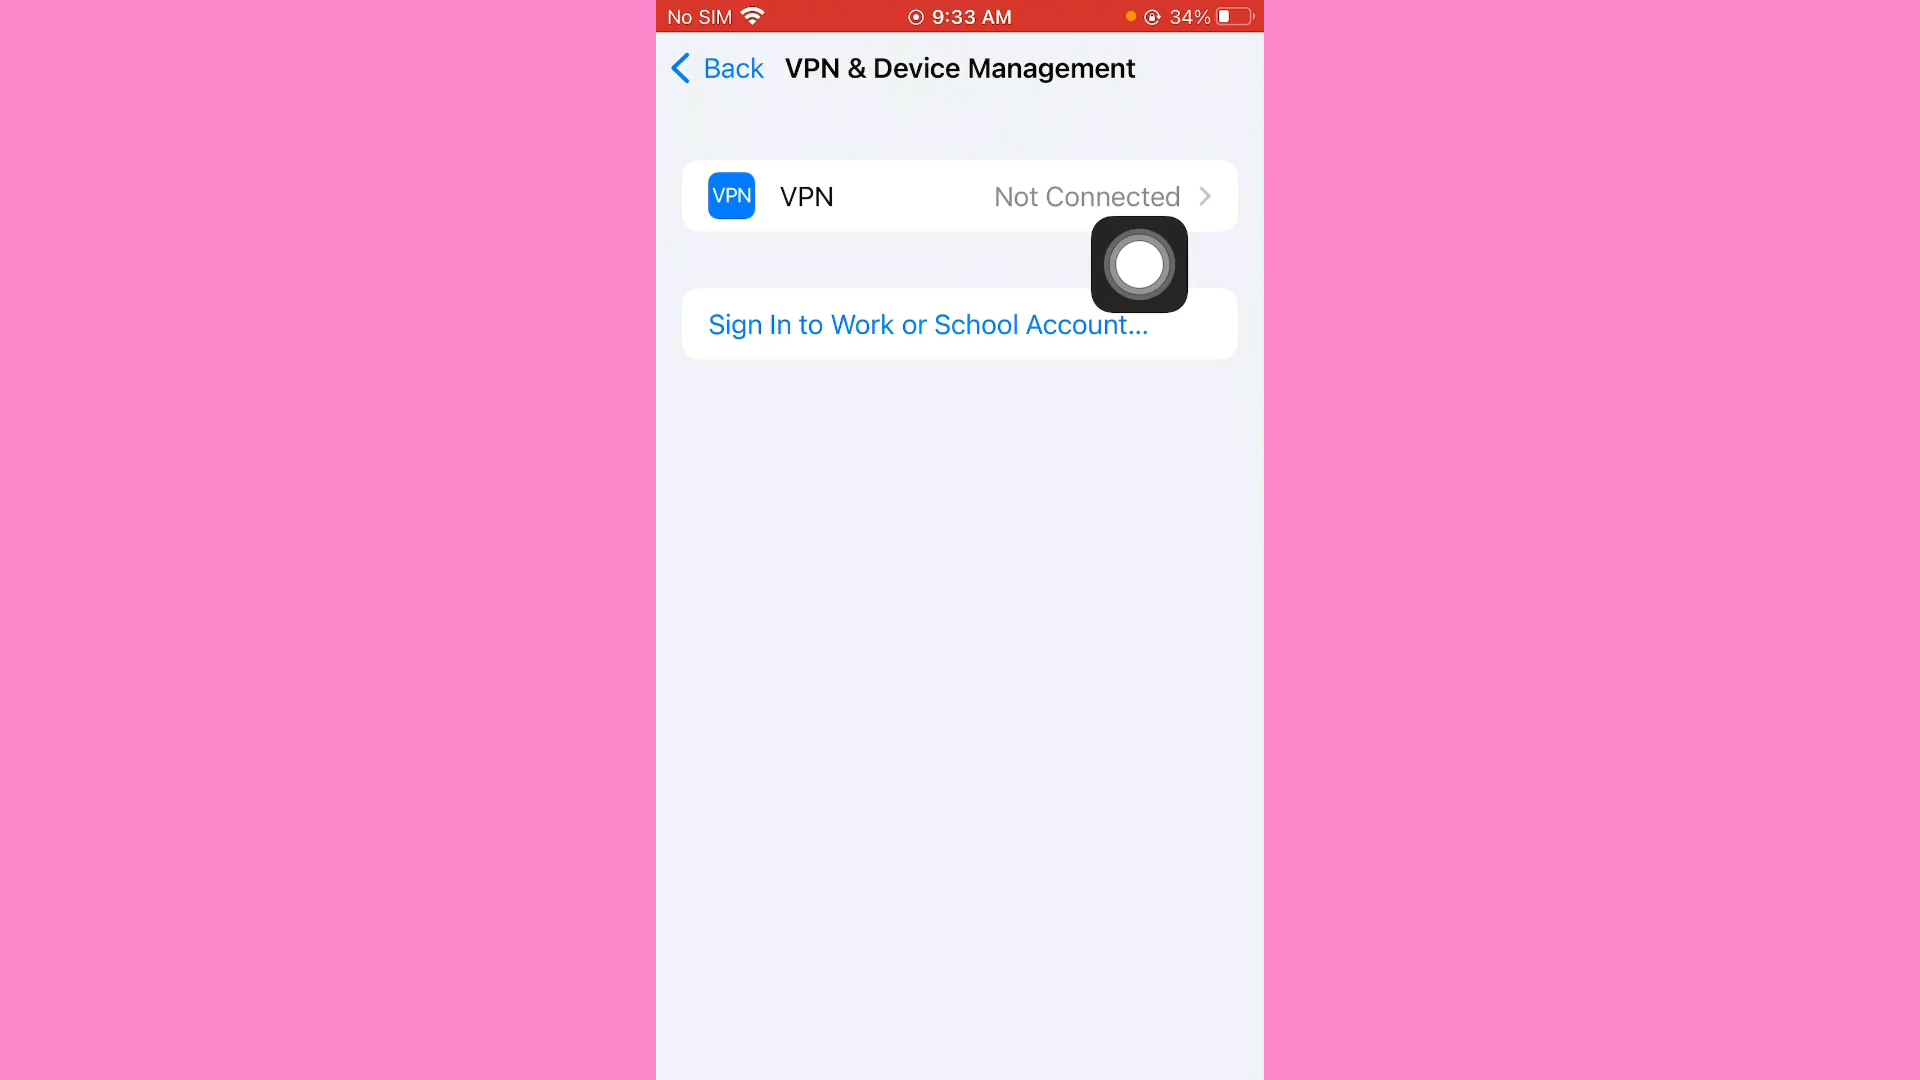 No SIM 9:33 AM 34%
Back VPN & Device Management
VPN VPN Not Connected
Sign In to Work or School Account...